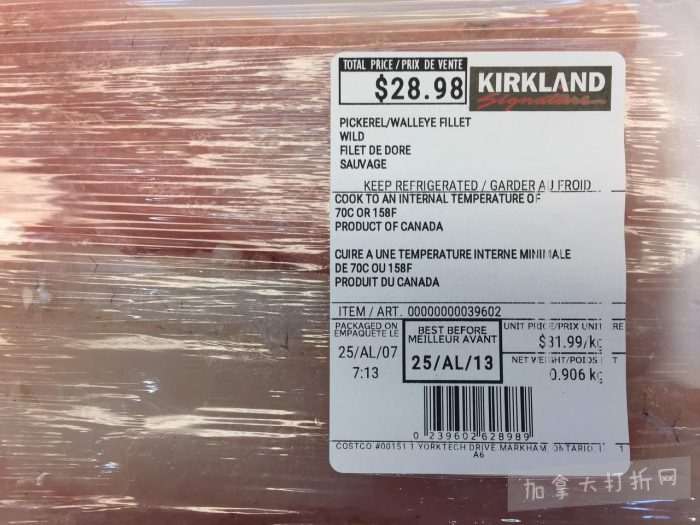 TOTAL PRICE / PRIX DE VENTE
$28.98
KIRKLAND
Signature
PICKEREL/WALLEYE FILLET
WILD
FILET DE DORE
SAUVAGE
KEEP REFRIGERATED / GARDER AU FROID
COOK TO AN INTERNAL TEMPERATURE OF
70C OR 158F
PRODUCT OF CANADA
CUIRE A UNE TEMPERATURE INTERNE MINIMALE
DE 70C OU 158F
PRODUIT DU CANADA
ITEM / ART. 00000000039602
PACKAGED ON
EMPAQUETE LE
25/AL/07
7:13
BEST BEFORE
MEILLEUR AVANT
25/AL/13
UNIT PRICE/PRIX UNITAIRE
$31.99/kg
NET WEIGHT/POIDS NET
0.906 kg
0 239602 628989
COSTCO #00151 1 YORKTECH DRIVE MARKHAM, ONTARIO,
A6
加拿大打折网